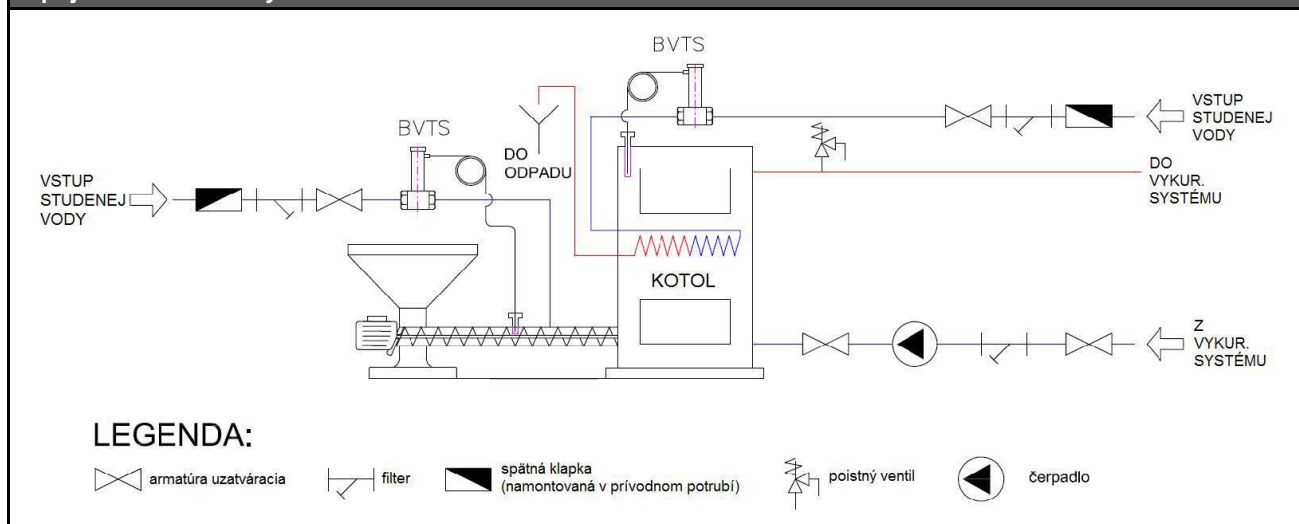 BVTS
VSTUP
STUDENEJ
VODY
BVTS
DO
ODPADU
DO
VYKUR.
SYSTÉMU
VSTUP
STUDENEJ
VODY
KOTOL
Z
VYKUR.
SYSTÉMU
LEGENDA:
armatúra uzatváracia
filter
spätná klapka
(namontovaná v prívodnom potrubí)
poistný ventil
čerpadlo